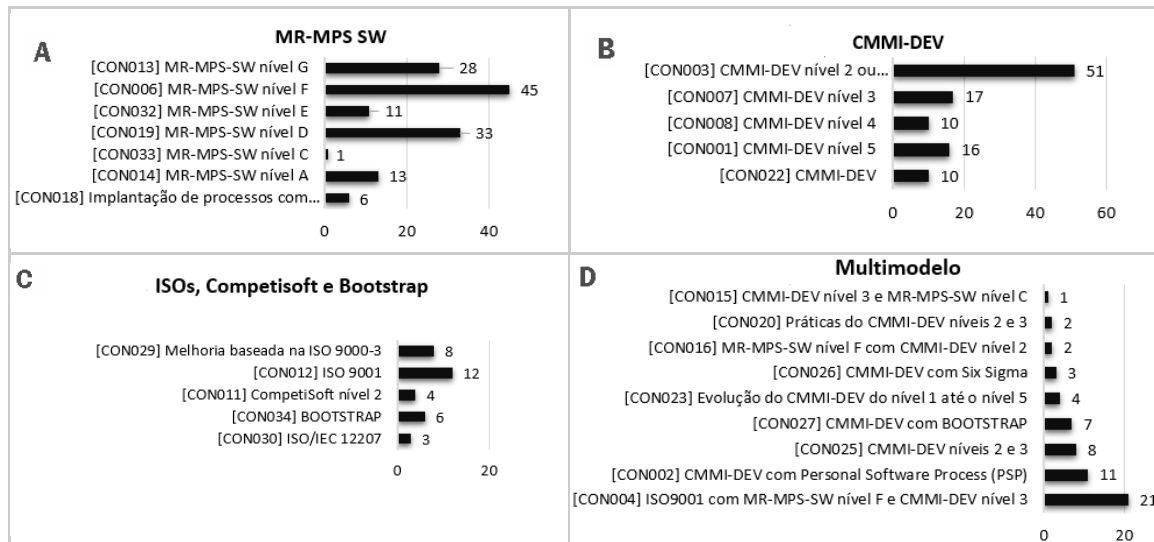 A
MR-MPS SW
[CON013] MR-MPS-SW nível G 28
[CON006] MR-MPS-SW nível F 45
[CON032] MR-MPS-SW nível E 11
[CON019] MR-MPS-SW nível D 33
[CON033] MR-MPS-SW nível C 1
[CON014] MR-MPS-SW nível A 13
[CON018] Implantação de processos com... 6
0 20 40
B
CMMI-DEV
[CON003] CMMI-DEV nível 2 ou... 51
[CON007] CMMI-DEV nível 3 17
[CON008] CMMI-DEV nível 4 10
[CON001] CMMI-DEV nível 5 16
[CON022] CMMI-DEV 10
0 20 40 60
C
ISOs, Competisoft e Bootstrap
[CON029] Melhoria baseada na ISO 9000-3 8
[CON012] ISO 9001 12
[CON011] CompetiSoft nível 2 4
[CON034] BOOTSTRAP 6
[CON030] ISO/IEC 12207 3
0 20
D
Multimodelo
[CON015] CMMI-DEV nível 3 e MR-MPS-SW nível C 1
[CON020] Práticas do CMMI-DEV níveis 2 e 3 2
[CON016] MR-MPS-SW nível F com CMMI-DEV nível 2 2
[CON026] CMMI-DEV com Six Sigma 3
[CON023] Evolução do CMMI-DEV do nível 1 até o nível 5 4
[CON027] CMMI-DEV com BOOTSTRAP 7
[CON025] CMMI-DEV níveis 2 e 3 8
[CON002] CMMI-DEV com Personal Software Process (PSP) 11
[CON004] ISO9001 com MR-MPS-SW nível F e CMMI-DEV nível 3 21
0 20